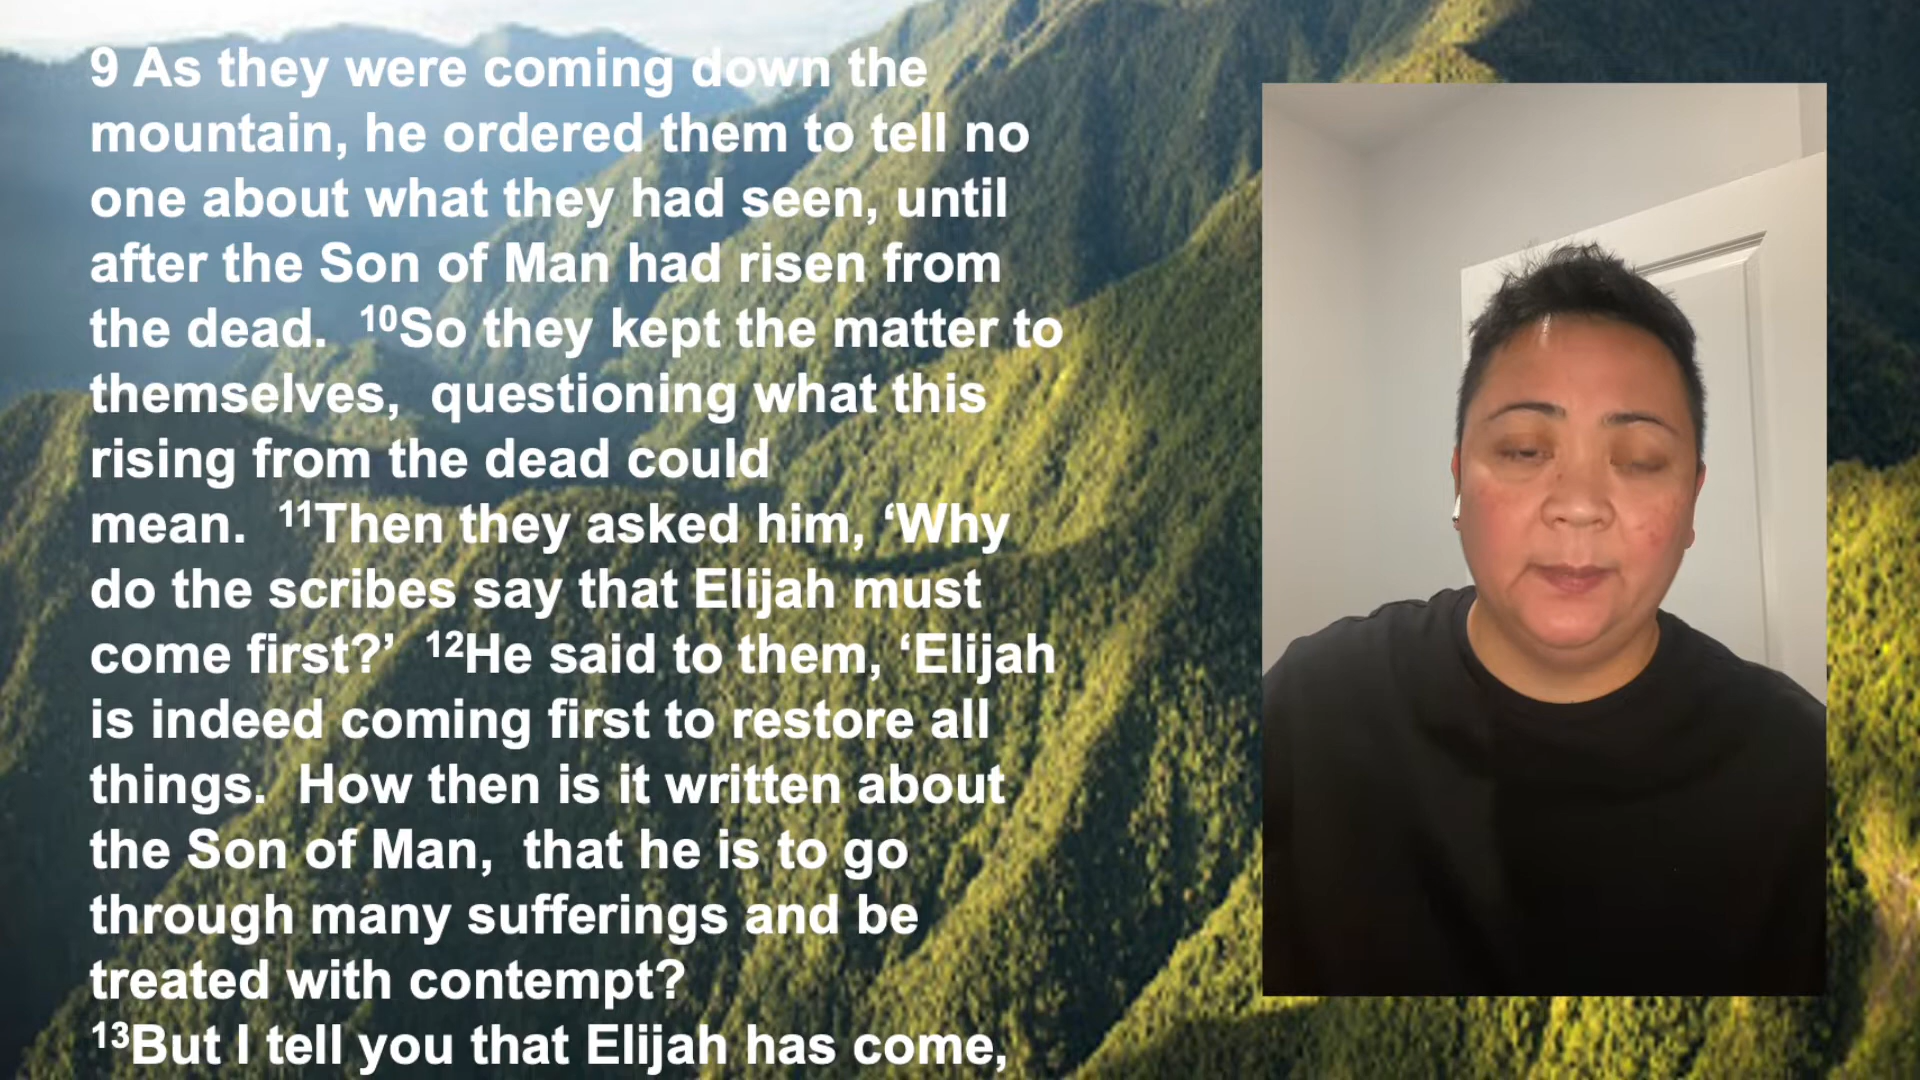 9 As they were coming down the
mountain, he ordered them to tell no
one about what they had seen, until
after the Son of Man had risen from
the dead. ¹⁰So they kept the matter to
themselves, questioning what this
rising from the dead could
mean. ¹¹Then they asked him, ‘Why
do the scribes say that Elijah must
come first?’ ¹²He said to them, ‘Elijah
is indeed coming first to restore all
things. How then is it written about
the Son of Man, that he is to go
through many sufferings and be
treated with contempt?
¹³But I tell you that Elijah has come,